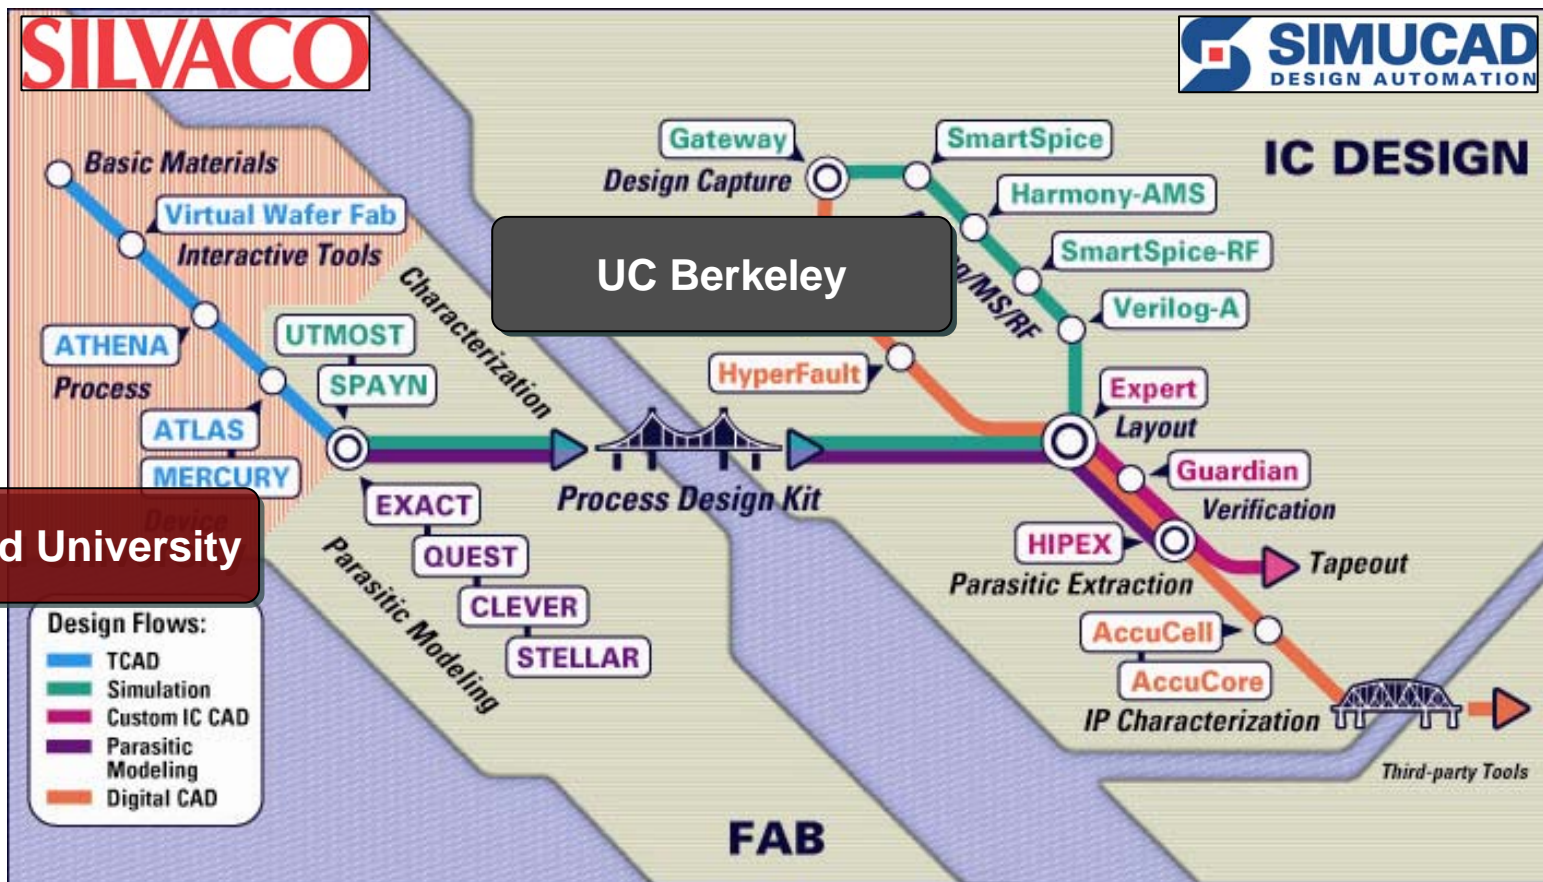 SILVACO
SIMUCAD
DESIGN AUTOMATION
IC DESIGN
Gateway
Design Capture
SmartSpice
Harmony-AMS
SmartSpice-RF
Verilog-A
/MS/RF
UC Berkeley
HyperFault
Basic Materials
Virtual Wafer Fab
Interactive Tools
ATHENA
Process
UTMOST
SPAYN
ATLAS
MERCURY
Device
d University
Characterization
Process Design Kit
EXACT
QUEST
CLEVER
STELLAR
Parasitic Modeling
Expert
Layout
Guardian
Verification
HIPEX
Parasitic Extraction
Tapeout
AccuCell
AccuCore
IP Characterization
Third-party Tools
Design Flows:
TCAD
Simulation
Custom IC CAD
Parasitic
Modeling
Digital CAD
FAB